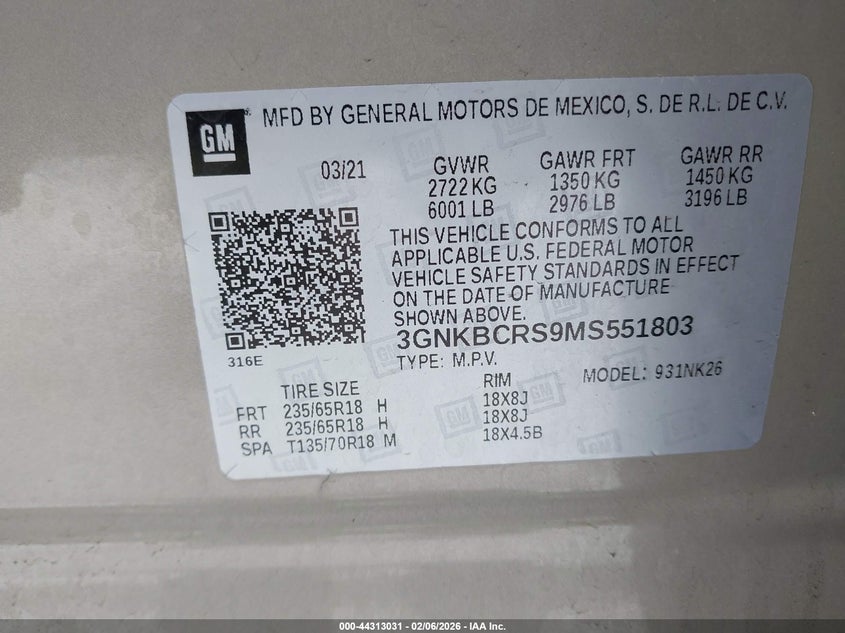 GM
MFD BY GENERAL MOTORS DE MEXICO, S. DE R.L. DE C.V.
03/21
GVWR GAWR FRT GAWR RR
2722 KG 1350 KG 1450 KG
6001 LB 2976 LB 3196 LB
THIS VEHICLE CONFORMS TO ALL
APPLICABLE U.S. FEDERAL MOTOR
VEHICLE SAFETY STANDARDS IN EFFECT
ON THE DATE OF MANUFACTURE
SHOWN ABOVE.
3GNKBCRS9MS551803
316E
TYPE: M.P.V. MODEL: 931NK26
TIRE SIZE RIM
FRT 235/65R18 H 18X8J
RR 235/65R18 H 18X8J
SPA T135/70R18 M 18X4.5B
000-44313031 - 02/06/2026 - IAA Inc.